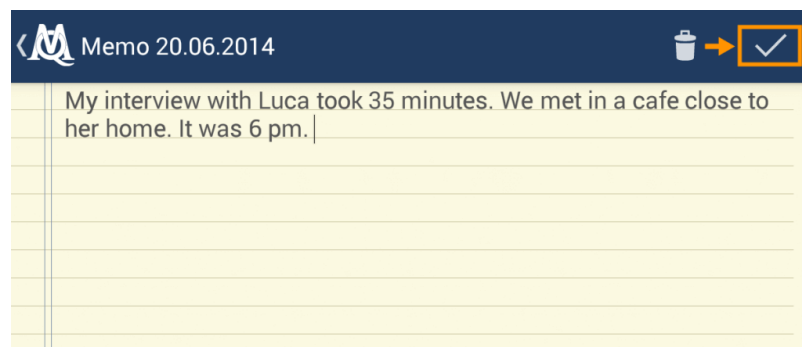 Memo 20.06.2014
My interview with Luca took 35 minutes. We met in a cafe close to
her home. It was 6 pm.